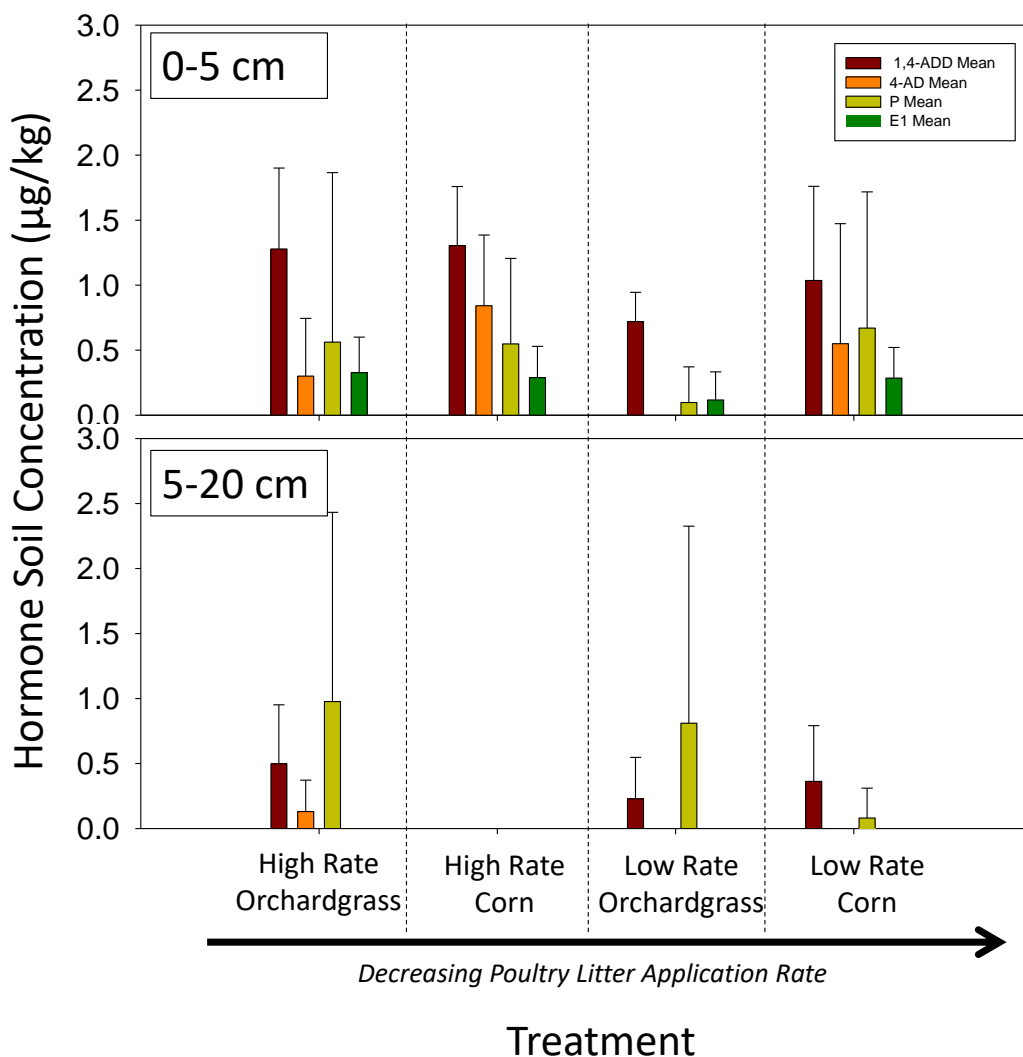 Hormone Soil Concentration (µg/kg)
3.0
2.5
2.0
1.5
1.0
0.5
0.0
0-5 cm
1,4-ADD Mean
4-AD Mean
P Mean
E1 Mean
3.0
2.5
2.0
1.5
1.0
0.5
0.0
5-20 cm
High Rate
Orchardgrass
High Rate
Corn
Low Rate
Orchardgrass
Low Rate
Corn
Decreasing Poultry Litter Application Rate
Treatment